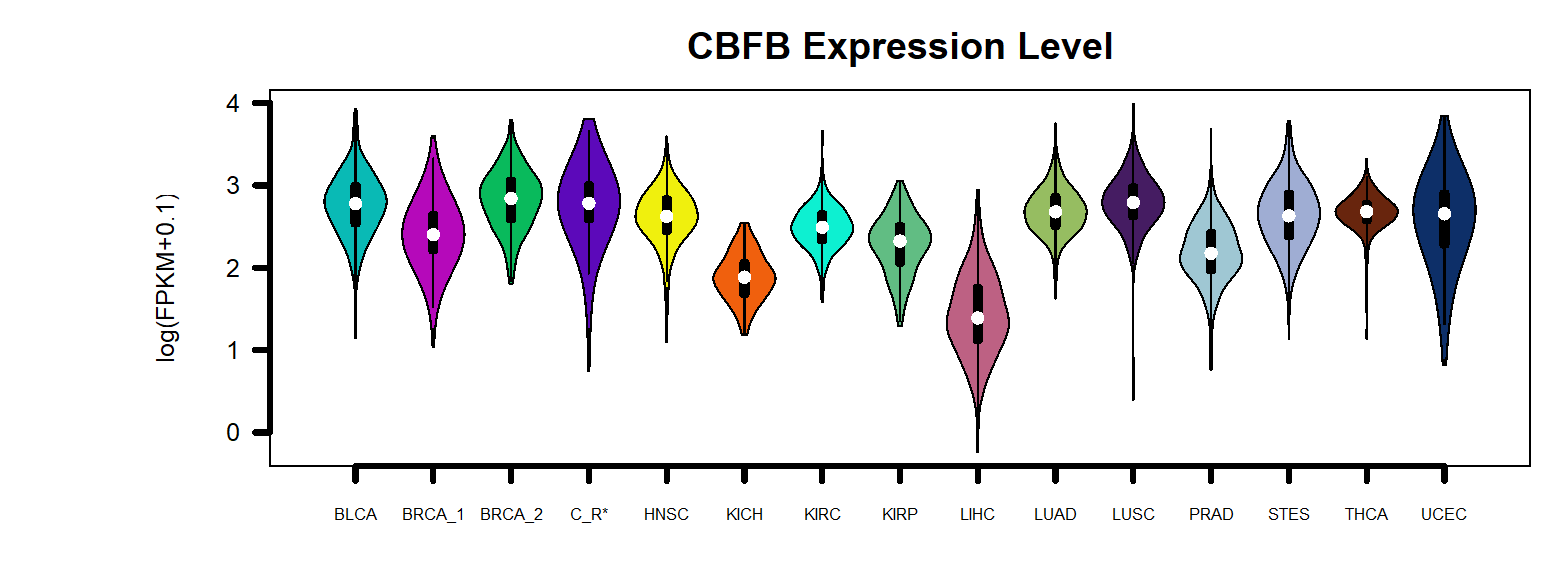 CBFB Expression Level
log(FPKM+0.1)
4
3
2
1
0
BLCA BRCA_1 BRCA_2 C_R* HNSC KICH KIRC KIRP LIHC LUAD LUSC PRAD STES THCA UCEC